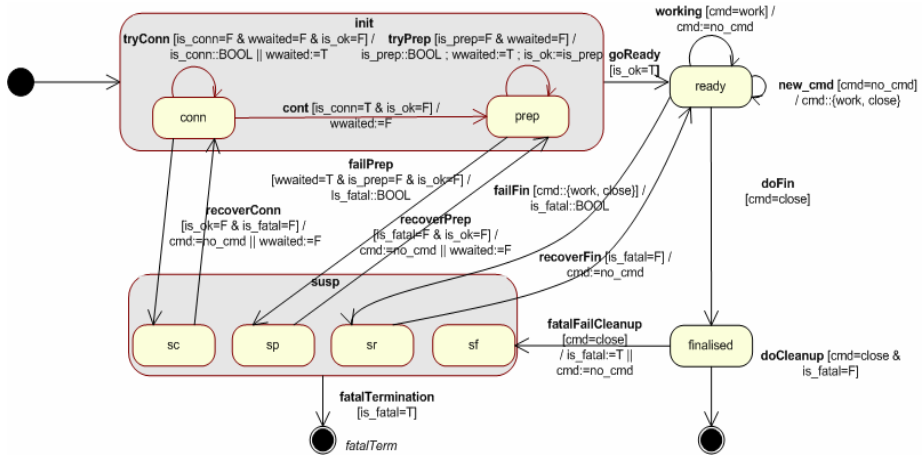 init
working [cmd=work] /
cmd:=no_cmd
tryConn [is_conn=F & wwaited=F & is_ok=F] /
is_conn::BOOL || wwaited:=T
tryPrep [is_prep=F & wwaited=F] /
is_prep::BOOL ; wwaited:=T ; is_ok:=is_prep
goReady
[is_ok=T]
ready
new_cmd [cmd=no_cmd]
/ cmd::{work, close}
conn
cont [is_conn=T & is_ok=F] /
wwaited:=F
prep
failPrep
[wwaited=T & is_prep=F & is_ok=F] /
Is_fatal::BOOL
failFin [cmd::{work, close}] /
is_fatal::BOOL
doFin
[cmd=close]
recoverConn
[is_ok=F & is_fatal=F] /
cmd:=no_cmd || wwaited:=F
recoverPrep
[is_fatal=F & is_ok=F] /
cmd:=no_cmd || wwaited:=F
recoverFin [is_fatal=F] /
cmd:=no_cmd
susp
sc
sp
sr
sf
fatalFailCleanup
[cmd=close]
/ is_fatal:=T ||
cmd:=no_cmd
finalised
doCleanup [cmd=close &
is_fatal=F]
fatalTermination
[is_fatal=T]
fatalTerm